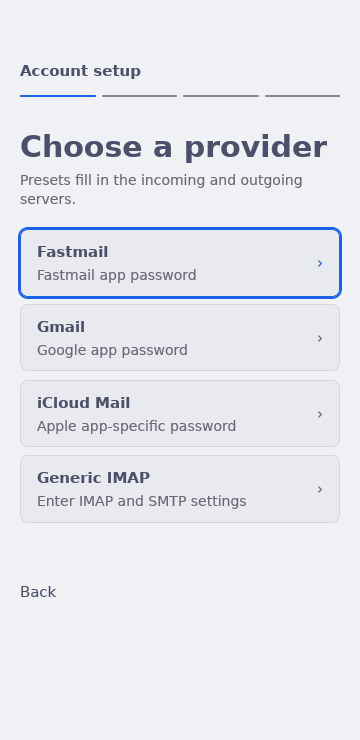 Account setup
Choose a provider
Presets fill in the incoming and outgoing
servers.
Fastmail
Fastmail app password
›
Gmail
Google app password
›
iCloud Mail
Apple app-specific password
›
Generic IMAP
Enter IMAP and SMTP settings
›
Back